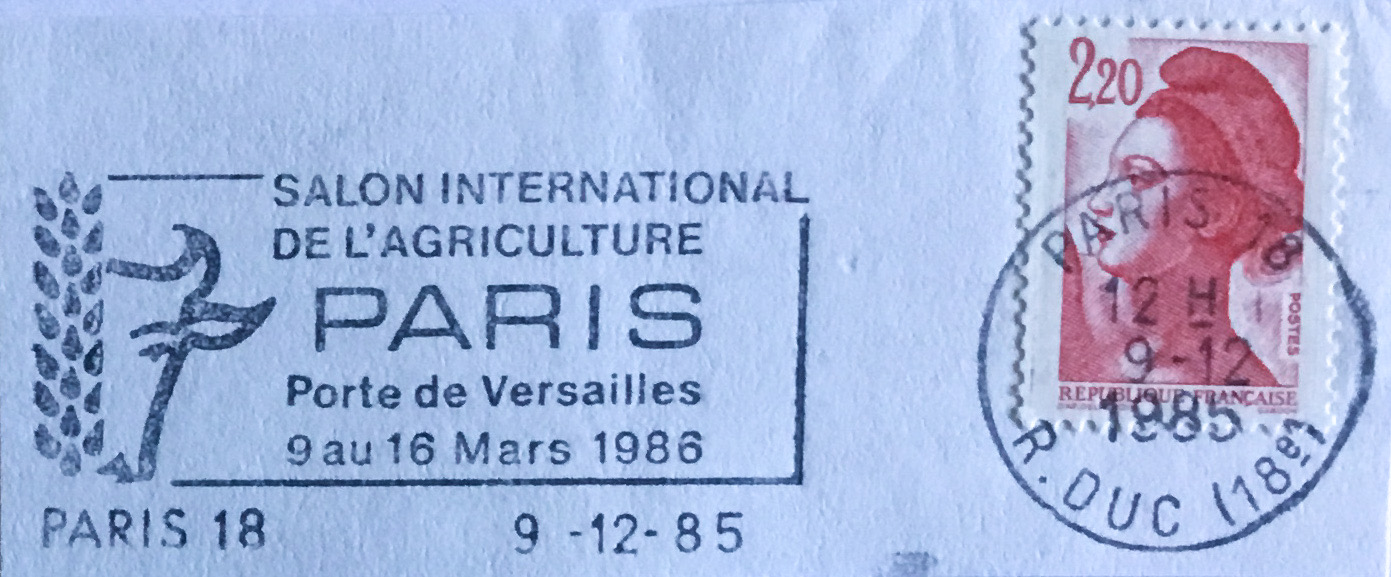 SALON INTERNATIONAL
DE L'AGRICULTURE
PARIS
Porte de Versailles
9 au 16 Mars 1986
PARIS 18 9 -12- 85
2,20
POSTES
REPUBLIQUE FRANÇAISE
PARIS 18
12 H
9 -12
1985
R. DUC (18e)